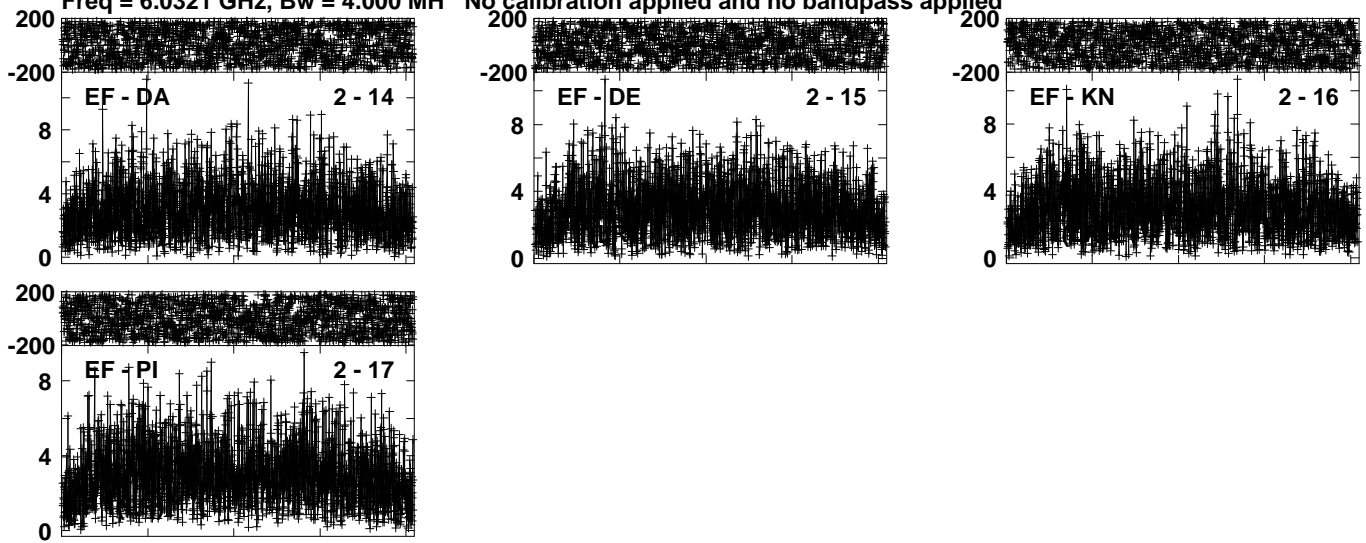 Freq = 6.0321 GHz, Bw = 4.000 MH No calibration applied and no bandpass applied
200 200 200
-200 -200 -200
EF - DA 2 - 14 EF - DE 2 - 15 EF - KN 2 - 16
8 8 8
4 4 4
0 0 0
200
-200
EF - PI 2 - 17
8
4
0